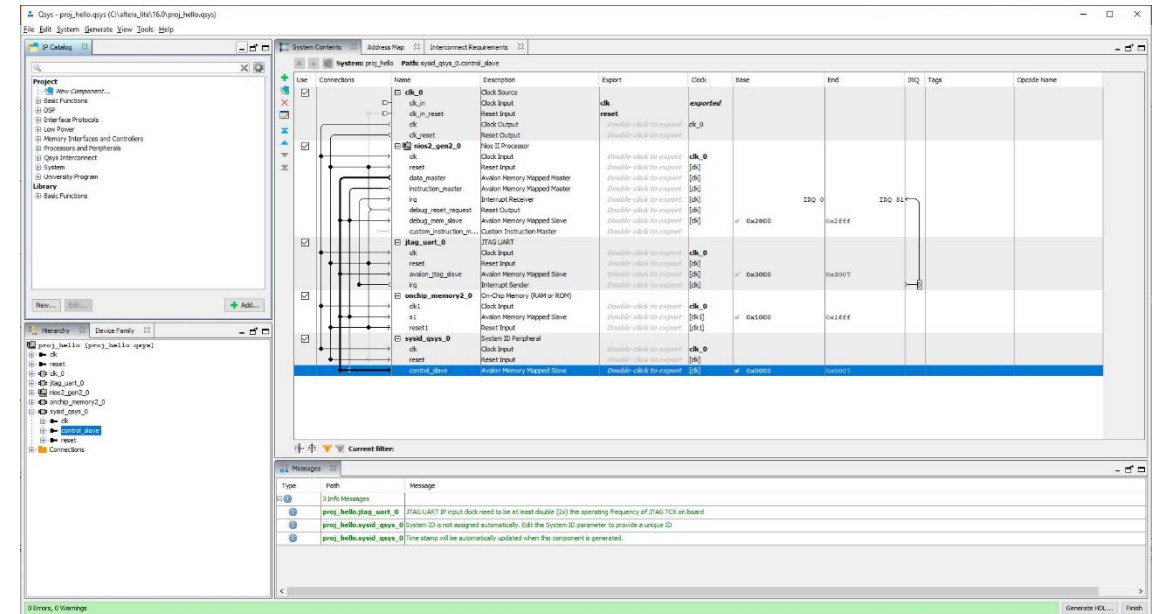 Qsys - proj_hello.qsys (C:\altera_lite\16.0\proj_hello.qsys)
File Edit System Generate View Tools Help
IP Catalog
Project
New Component...
Basic Functions
DSP
Interface Protocols
Low Power
Memory Interfaces and Controllers
Processors and Peripherals
Qsys Interconnect
System
University Program
Library
Basic Functions
New... Edit... Add...
Hierarchy Device Family
proj_hello [proj_hello.qsys]
clk
reset
clk_0
jtag_uart_0
nios2_gen2_0
onchip_memory2_0
sysid_qsys_0
clk
control_slave
reset
Connections
System Contents Address Map Interconnect Requirements
System: proj_hello Path: sysid_qsys_0.control_slave
Use Connections Name Description Export Clock Base End IRQ Tags Opcode Name
clk_0 Clock Source
clk_in Clock Input clk exported
clk_in_reset Reset Input reset
clk Clock Output Double-click to export clk_0
clk_reset Reset Output Double-click to export
nios2_gen2_0 Nios II Processor
clk Clock Input Double-click to export clk_0
reset Reset Input Double-click to export [clk]
data_master Avalon Memory Mapped Master Double-click to export [clk]
instruction_master Avalon Memory Mapped Master Double-click to export [clk]
irq Interrupt Receiver Double-click to export [clk] IRQ 0 IRQ 31
debug_reset_request Reset Output Double-click to export [clk]
debug_mem_slave Avalon Memory Mapped Slave Double-click to export [clk] 0x2800 0x2fff
custom_instruction_m... Custom Instruction Master Double-click to export
jtag_uart_0 JTAG UART
clk Clock Input Double-click to export clk_0
reset Reset Input Double-click to export [clk]
avalon_jtag_slave Avalon Memory Mapped Slave Double-click to export [clk] 0x3000 0x3007
irq Interrupt Sender Double-click to export [clk]
onchip_memory2_0 On-Chip Memory (RAM or ROM)
clk1 Clock Input Double-click to export clk_0
s1 Avalon Memory Mapped Slave Double-click to export [clk1] 0x1000 0x1fff
reset1 Reset Input Double-click to export [clk1]
sysid_qsys_0 System ID Peripheral
clk Clock Input Double-click to export clk_0
reset Reset Input Double-click to export [clk]
control_slave Avalon Memory Mapped Slave Double-click to export [clk] 0x0000 0x0007
Current filter:
Messages
Type Path Message
3 Info Messages
proj_hello.jtag_uart_0 JTAG UART IP input clock need to be at least double (2x) the operating frequency of JTAG TCK on board
proj_hello.sysid_qsys_0 System ID is not assigned automatically. Edit the System ID parameter to provide a unique ID
proj_hello.sysid_qsys_0 Time stamp will be automatically updated when this component is generated.
0 Errors, 0 Warnings
Generate HDL... Finish